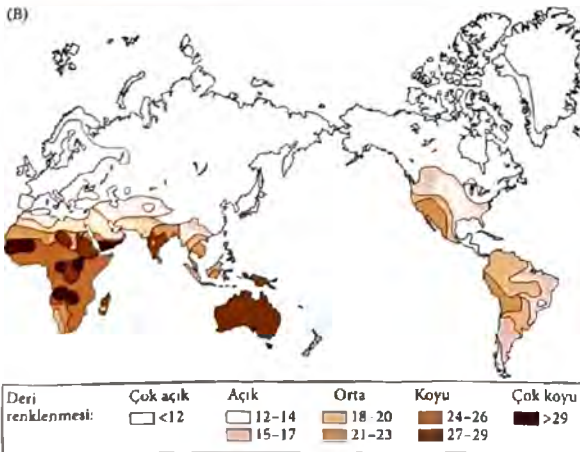 (B)
Deri Çok açık Açık Orta Koyu Çok koyu
renklenmesi: <12 12–14 18–20 24–26 >29
15–17 21–23 27–29